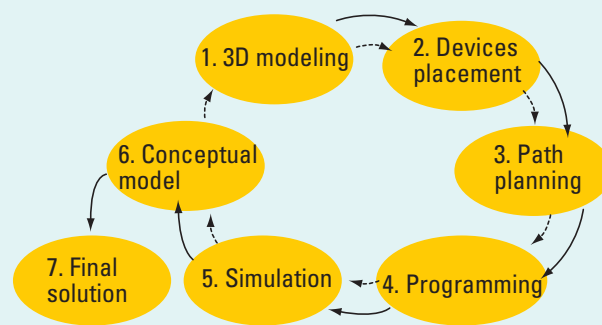 1. 3D modeling
2. Devices
placement
3. Path
planning
4. Programming
5. Simulation
6. Conceptual
model
7. Final
solution